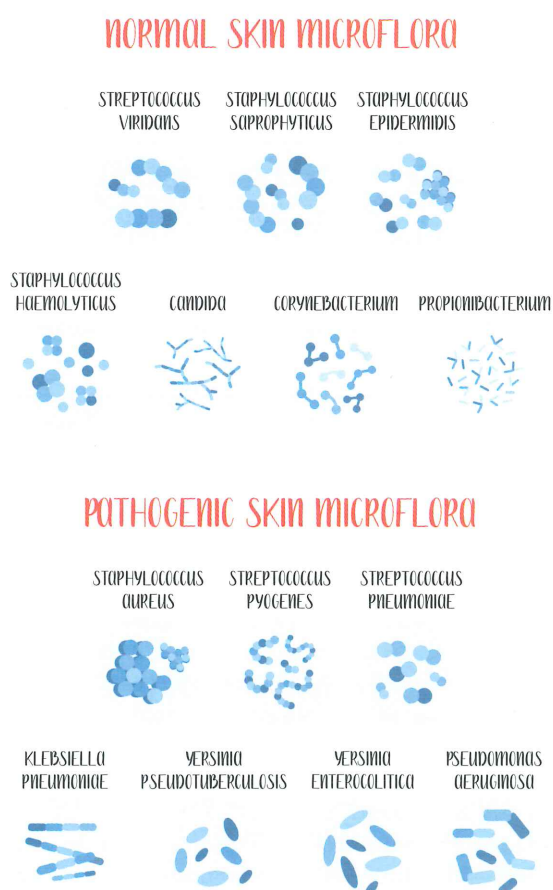 NORMAL SKIN MICROFLORA
STREPTOCOCCUS VIRIDANS
STAPHYLOCOCCUS SAPROPHYTICUS
STAPHYLOCOCCUS EPIDERMIDIS
STAPHYLOCOCCUS HAEMOLYTICUS
CANDIDA
CORYNEBACTERIUM
PROPIONIBACTERIUM
PATHOGENIC SKIN MICROFLORA
STAPHYLOCOCCUS AUREUS
STREPTOCOCCUS PYOGENES
STREPTOCOCCUS PNEUMONIAE
KLEBSIELLA PNEUMONIAE
YERSINIA PSEUDOTUBERCULOSIS
YERSINIA ENTEROCOLITICA
PSEUDOMONAS AERUGINOSA